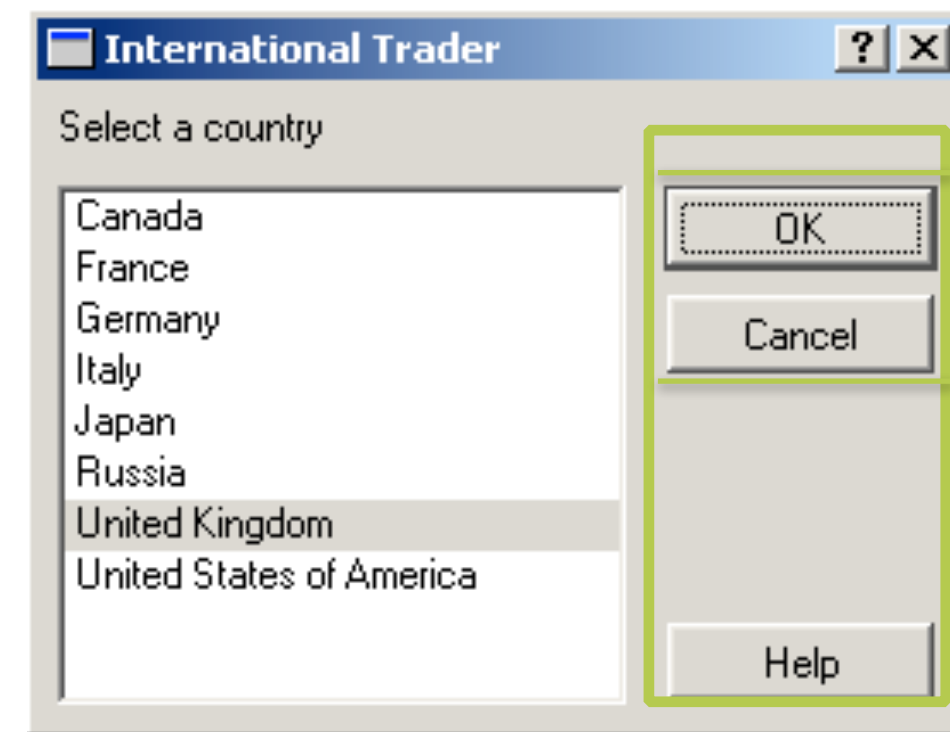 International Trader
?
Select a country
Canada
France
Germany
Italy
Japan
Russia
United Kingdom
United States of America
OK
Cancel
Help